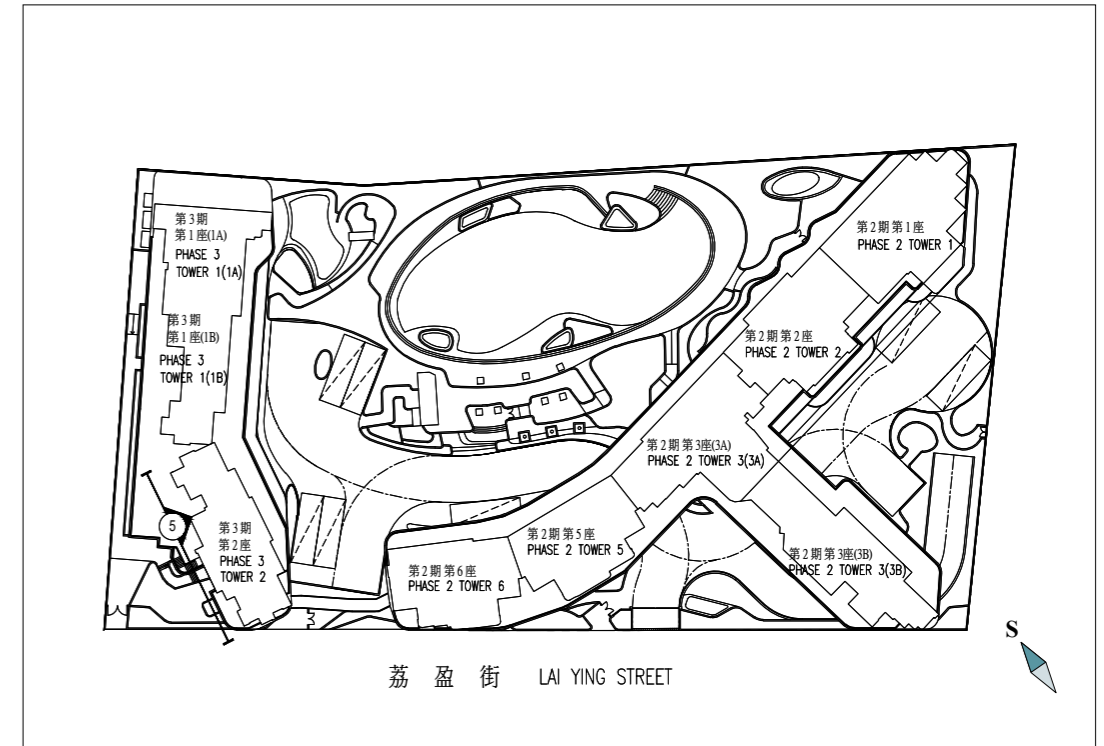 第3期
第1座(1A)
PHASE 3
TOWER 1(1A)
第3期
第1座(1B)
PHASE 3
TOWER 1(1B)
第2期第1座
PHASE 2 TOWER 1
第2期第2座
PHASE 2 TOWER 2
第2期第3座(3A)
PHASE 2 TOWER 3(3A)
5
第3期
第2座
PHASE 3
TOWER 2
第2期第5座
PHASE 2 TOWER 5
第2期第6座
PHASE 2 TOWER 6
第2期第3座(3B)
PHASE 2 TOWER 3(3B)
S
荔盈街 LAI YING STREET